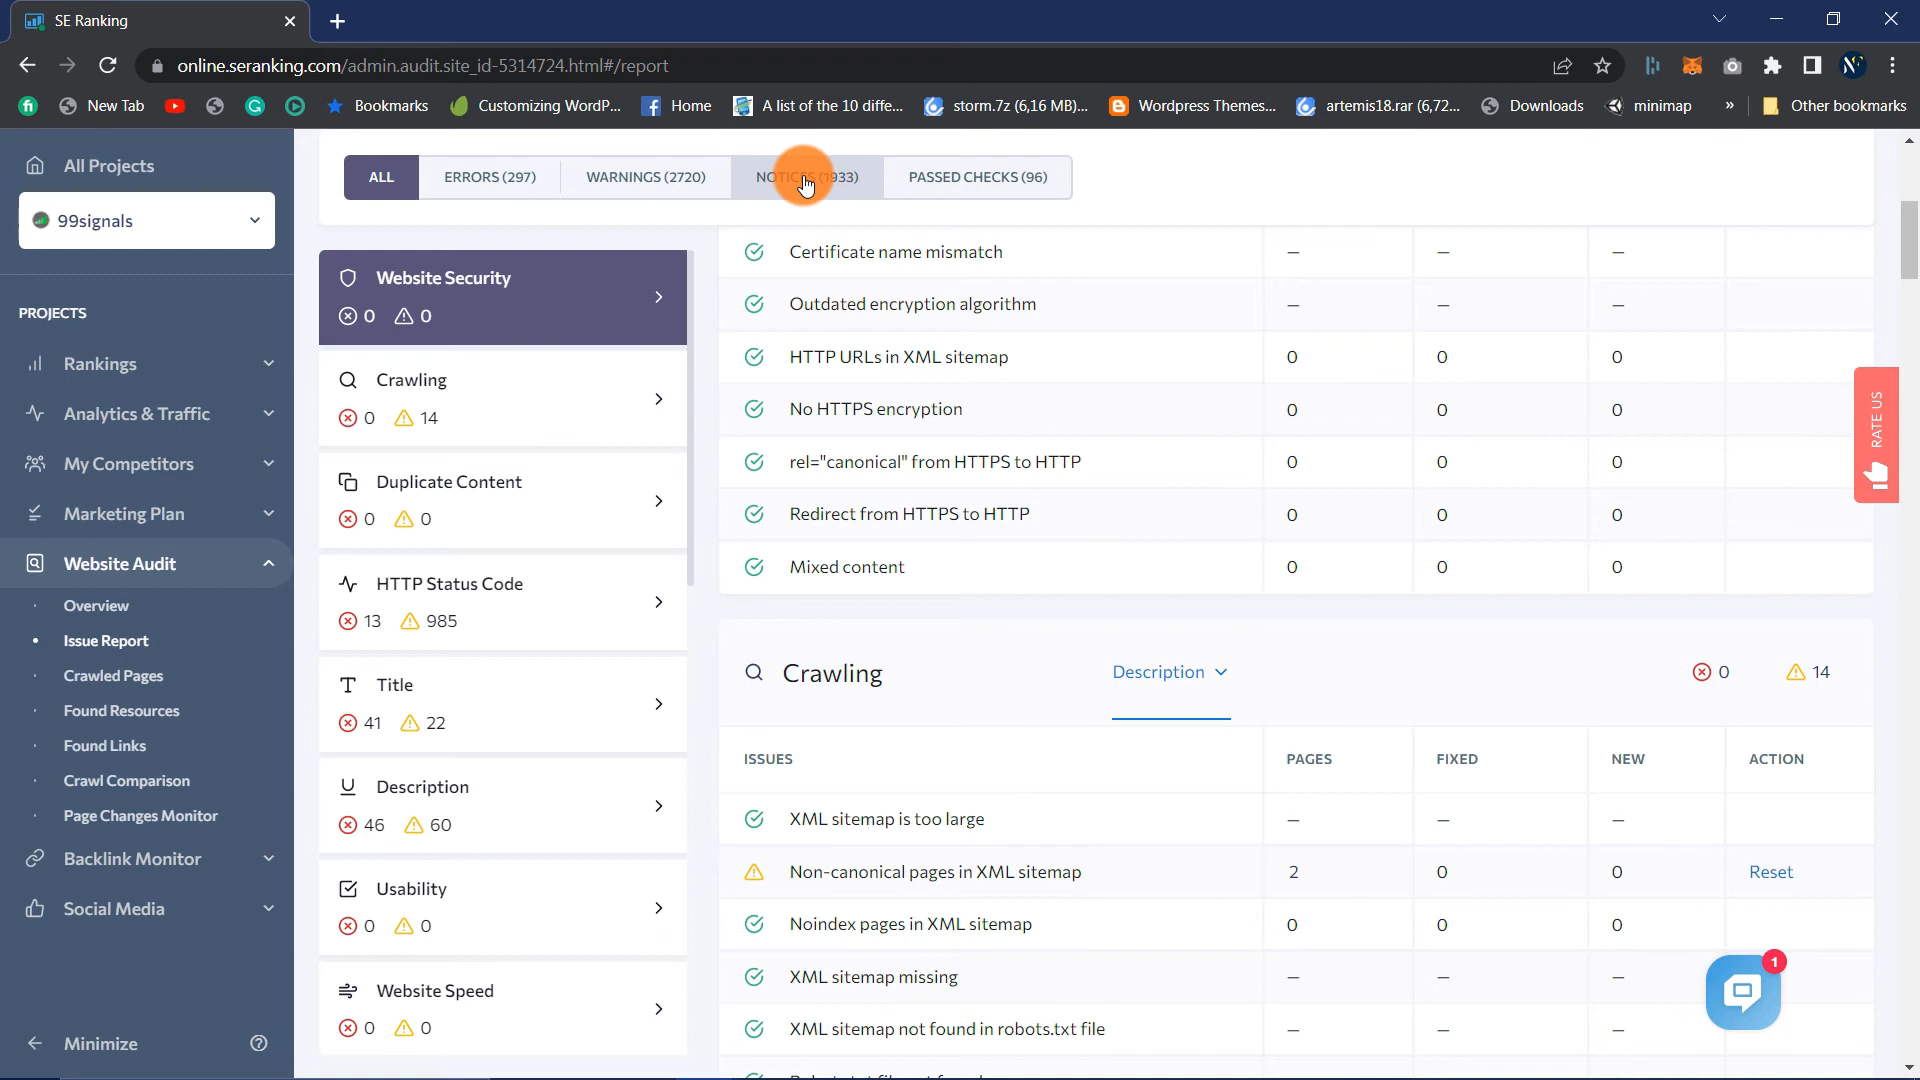 SE Ranking
online.seranking.com/admin.audit.site_id-5314724.html#/report
New Tab
Bookmarks
Customizing WordP...
Home
A list of the 10 diffe...
storm.7z (6,16 MB)...
Wordpress Themes...
artemis18.rar (6,72...
Downloads
minimap
»
Other bookmarks
All Projects
99signals
PROJECTS
Rankings
Analytics & Traffic
My Competitors
Marketing Plan
Website Audit
Overview
Issue Report
Crawled Pages
Found Resources
Found Links
Crawl Comparison
Page Changes Monitor
Backlink Monitor
Social Media
Minimize
ALL
ERRORS (297)
WARNINGS (2720)
NOTICES (1933)
PASSED CHECKS (96)
Website Security
0 0
Crawling
0 14
Duplicate Content
0 0
HTTP Status Code
13 985
Title
41 22
Description
46 60
Usability
0 0
Website Speed
0 0
Certificate name mismatch – – –
Outdated encryption algorithm – – –
HTTP URLs in XML sitemap 0 0 0
No HTTPS encryption 0 0 0
rel="canonical" from HTTPS to HTTP 0 0 0
Redirect from HTTPS to HTTP 0 0 0
Mixed content 0 0 0
Crawling Description 0 14
ISSUES PAGES FIXED NEW ACTION
XML sitemap is too large – – –
Non-canonical pages in XML sitemap 2 0 0 Reset
Noindex pages in XML sitemap 0 0 0
XML sitemap missing – – –
XML sitemap not found in robots.txt file – – –
RATE US
1